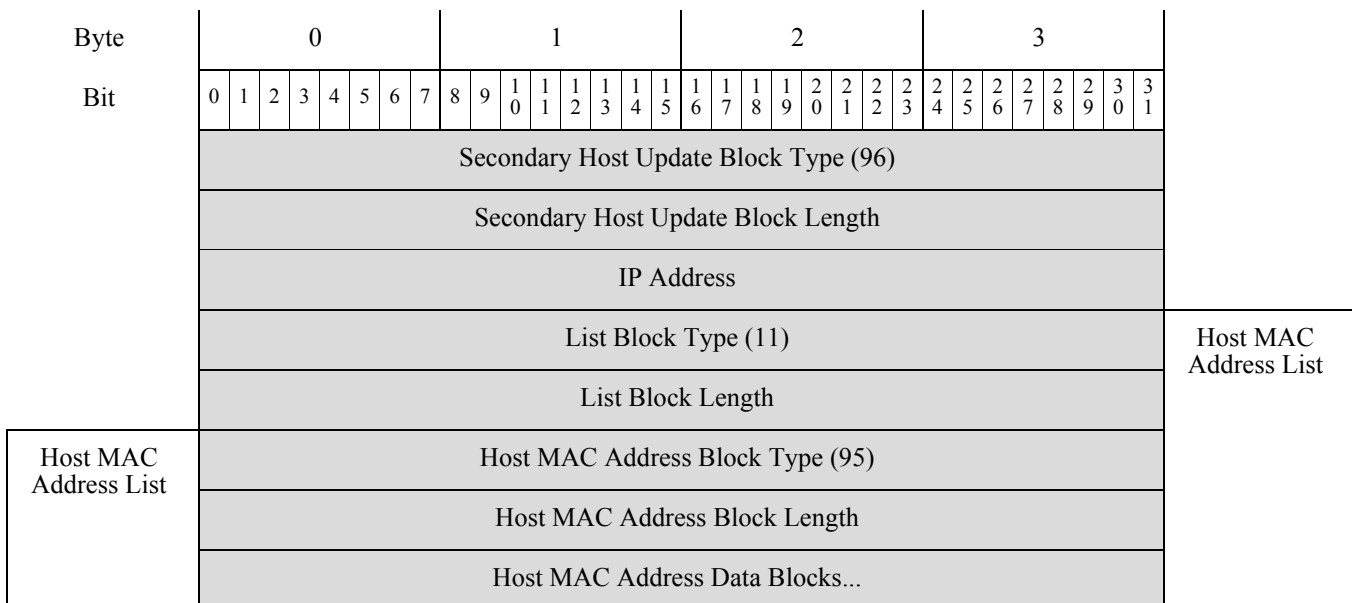 Byte 0 1 2 3
Bit 0 1 2 3 4 5 6 7 8 9 10 11 12 13 14 15 16 17 18 19 20 21 22 23 24 25 26 27 28 29 30 31
Secondary Host Update Block Type (96)
Secondary Host Update Block Length
IP Address
List Block Type (11)
Host MAC
Address List
List Block Length
Host MAC
Address List
Host MAC Address Block Type (95)
Host MAC Address Block Length
Host MAC Address Data Blocks...